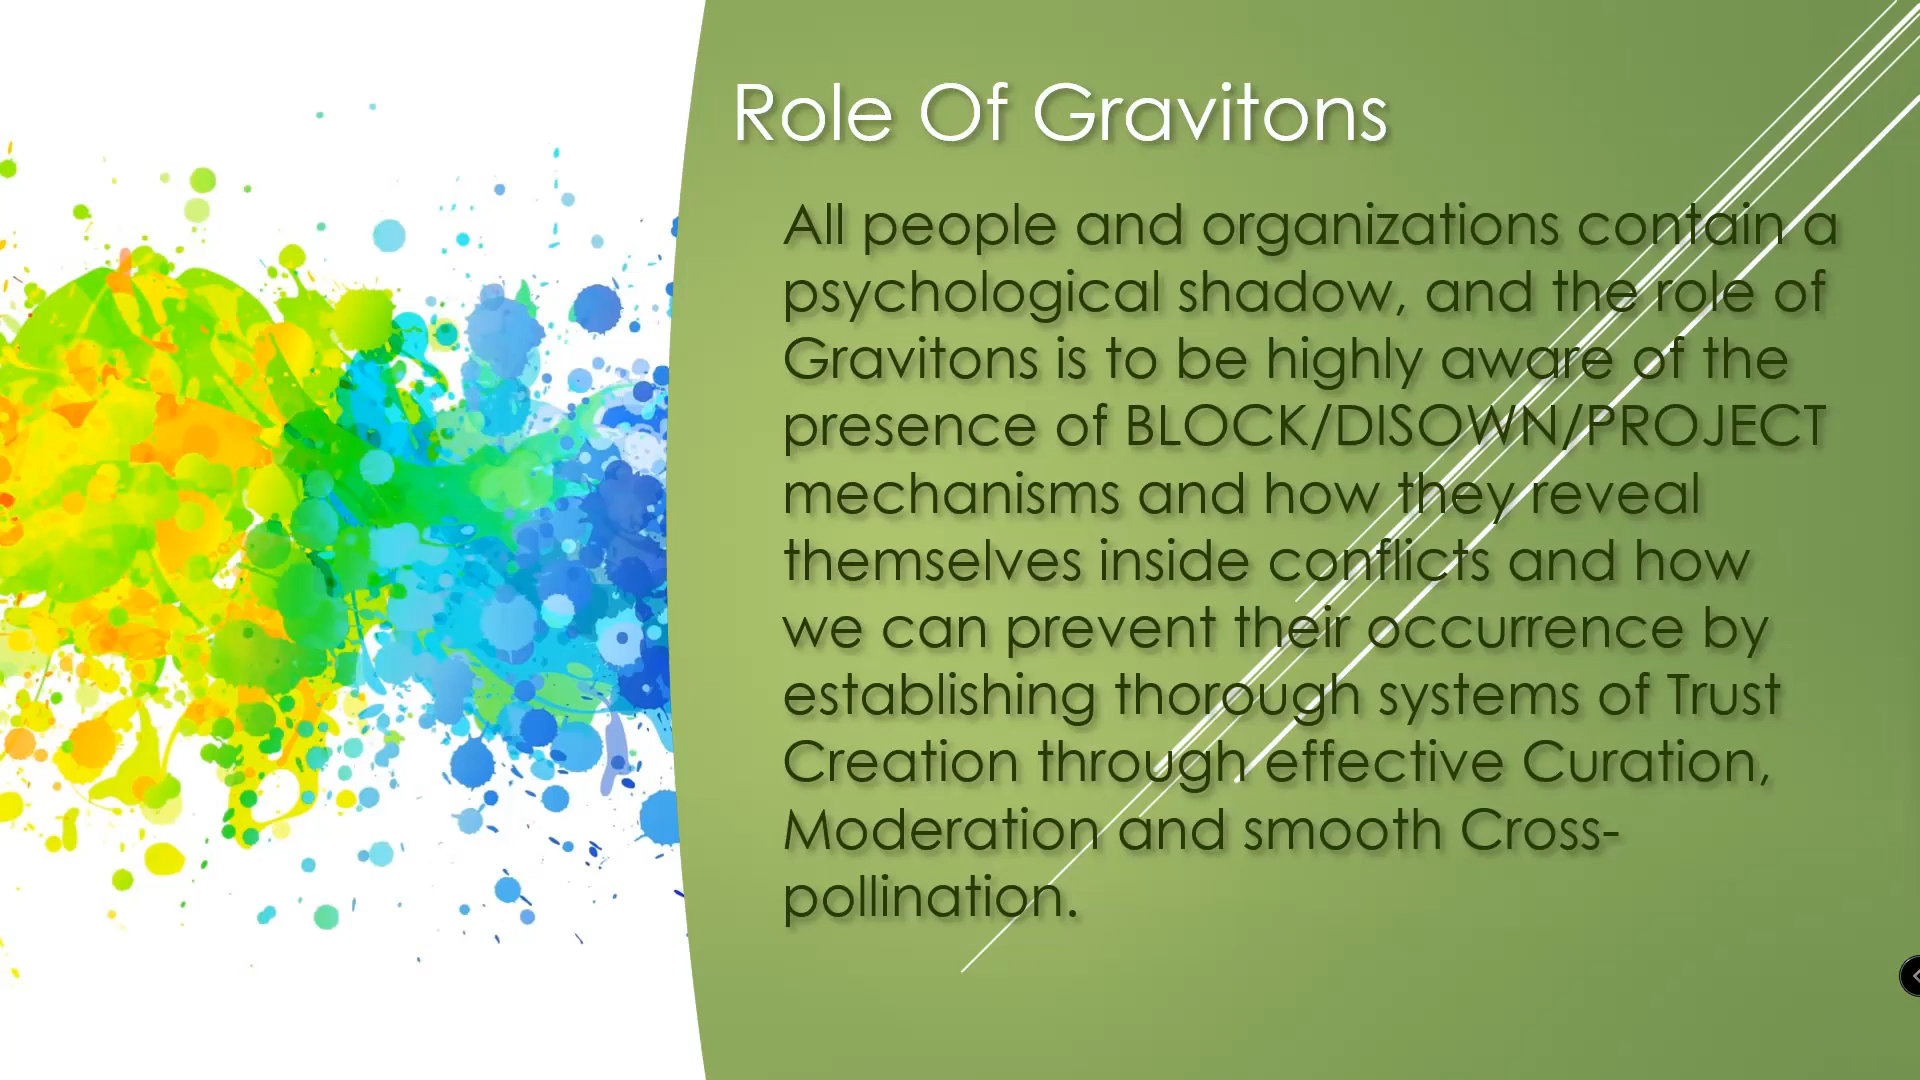 Role Of Gravitons
All people and organizations contain a
psychological shadow, and the role of
Gravitons is to be highly aware of the
presence of BLOCK/DISOWN/PROJECT
mechanisms and how they reveal
themselves inside conflicts and how
we can prevent their occurrence by
establishing thorough systems of Trust
Creation through effective Curation,
Moderation and smooth Cross-
pollination.